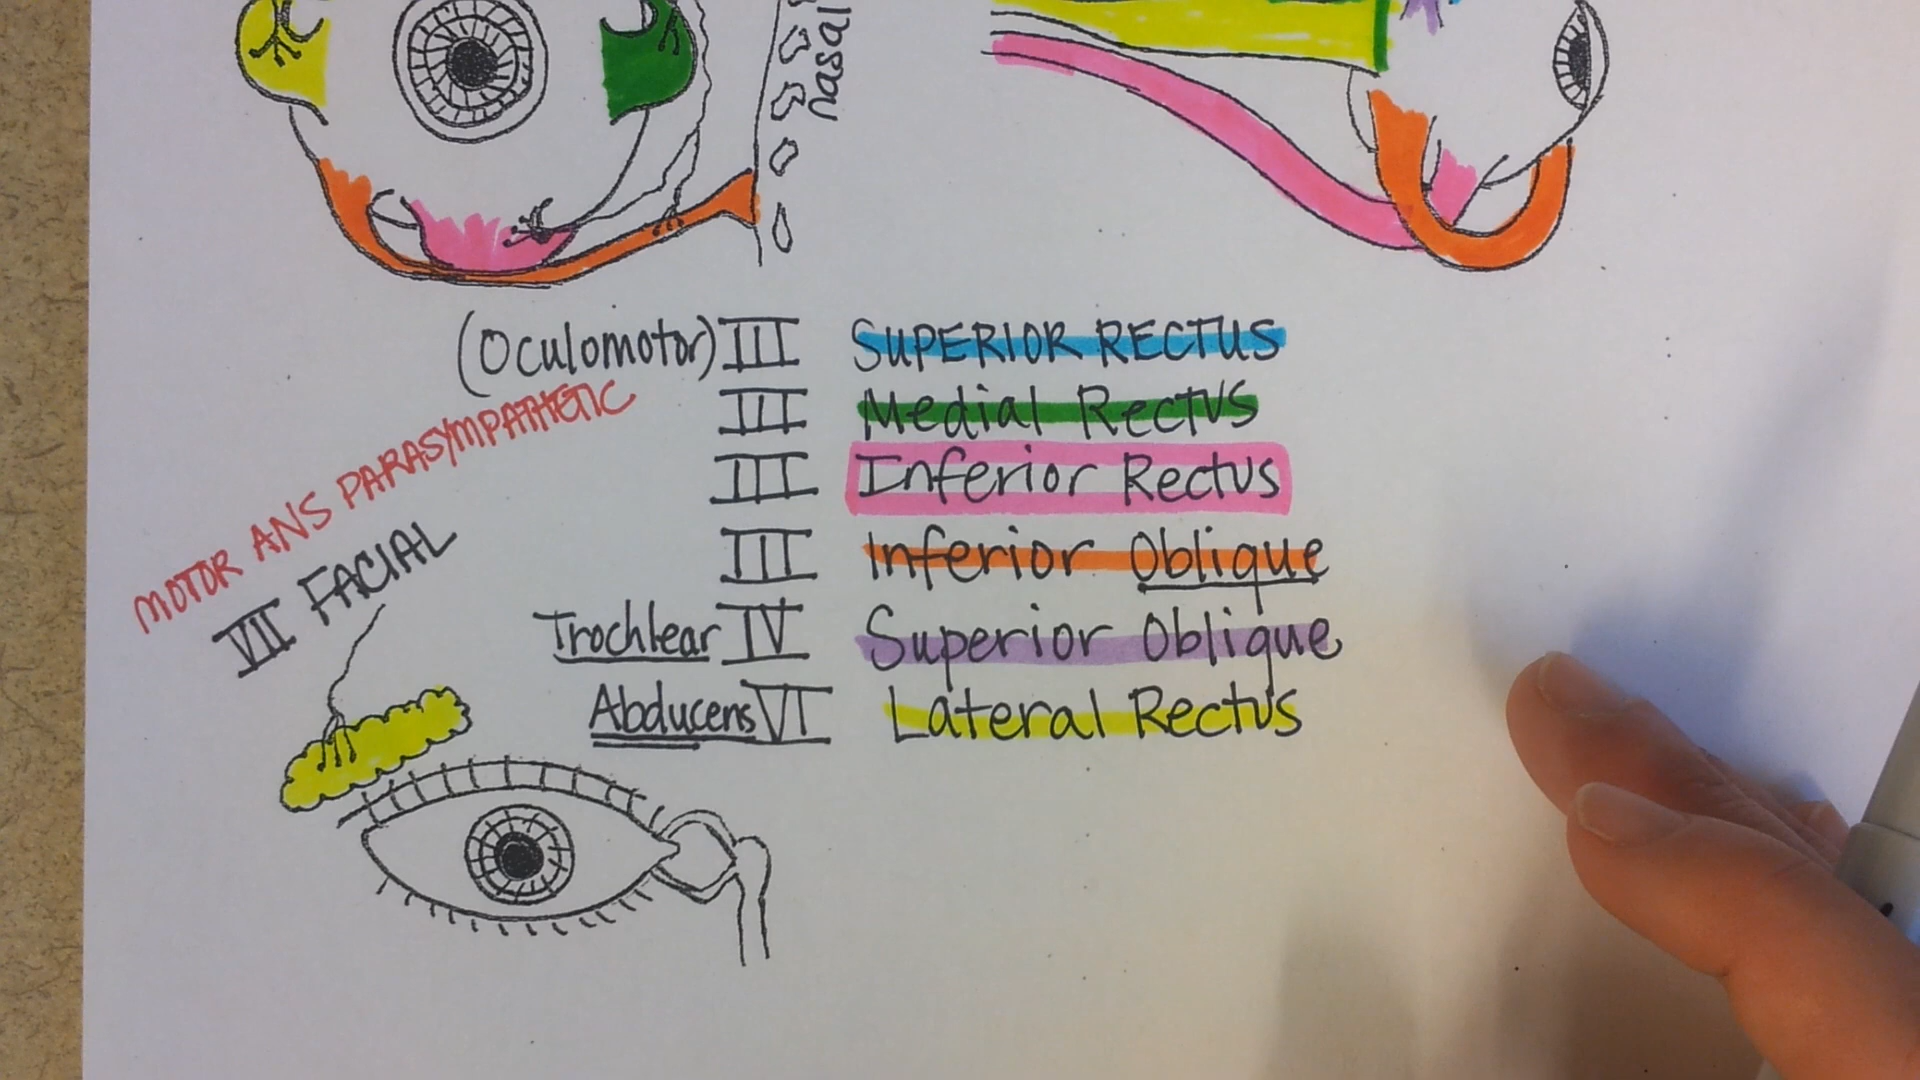 nasal
(Oculomotor) III SUPERIOR RECTUS
III Medial Rectus
III Inferior Rectus
III Inferior Oblique
Trochlear IV Superior Oblique
Abducens VI Lateral Rectus
MOTOR ANS PARASYMPATHETIC
VII FACIAL